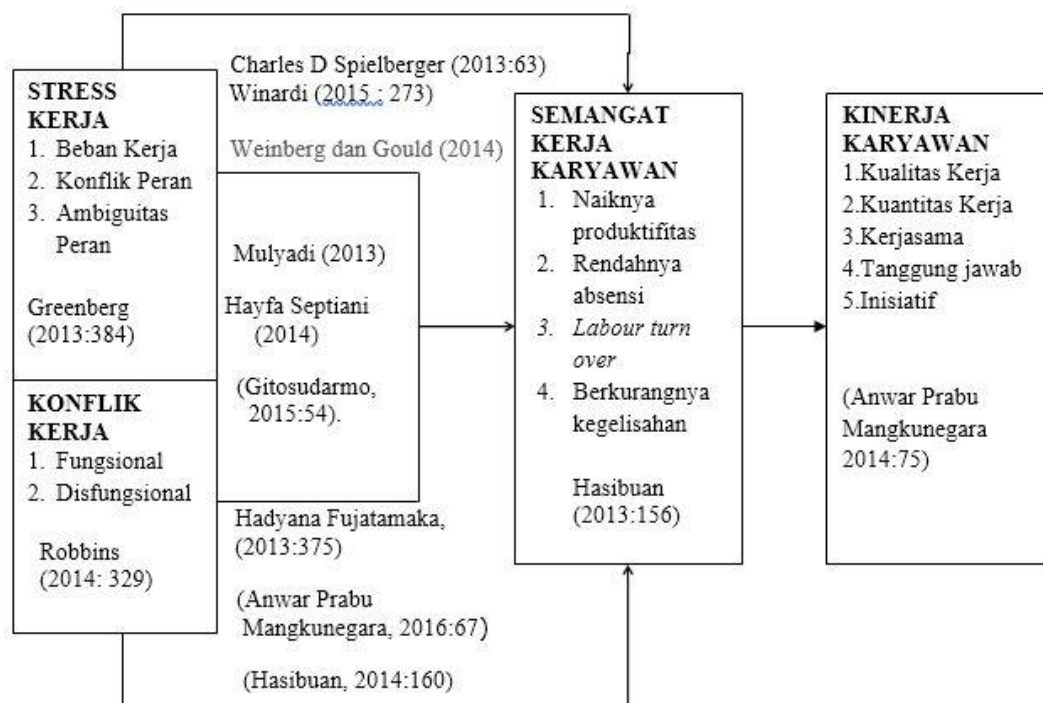 STRESS
KERJA
1. Beban Kerja
2. Konflik Peran
3. Ambiguitas
Peran
Greenberg
(2013:384)
KONFLIK
KERJA
1. Fungsional
2. Disfungsional
Robbins
(2014: 329)
Charles D Spielberger (2013:63)
Winardi (2015 : 273)
Weinberg dan Gould (2014)
Mulyadi (2013)
Hayfa Septiani
(2014)
(Gitosudarmo,
2015:54).
Hadyana Fujatamaka,
(2013:375)
(Anwar Prabu
Mangkunegara, 2016:67)
(Hasibuan, 2014:160)
SEMANGAT
KERJA
KARYAWAN
1. Naiknya
produktifitas
2. Rendahnya
absensi
3. Labour turn
over
4. Berkurangnya
kegelisahan
Hasibuan
(2013:156)
KINERJA
KARYAWAN
1.Kualitas Kerja
2.Kuantitas Kerja
3.Kerjasama
4.Tanggung jawab
5.Inisiatif
(Anwar Prabu
Mangkunegara
2014:75)